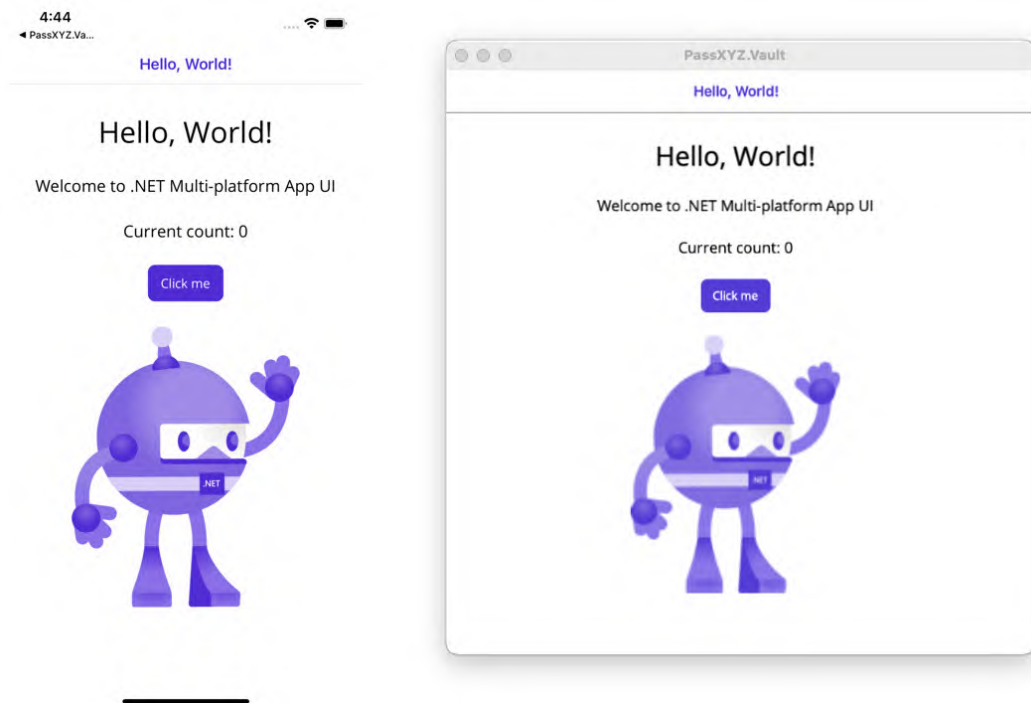 4:44
◀ PassXYZ.Va...
Hello, World!
Hello, World!
Welcome to .NET Multi-platform App UI
Current count: 0
Click me
.NET
PassXYZ.Vault
Hello, World!
Hello, World!
Welcome to .NET Multi-platform App UI
Current count: 0
Click me
.NET